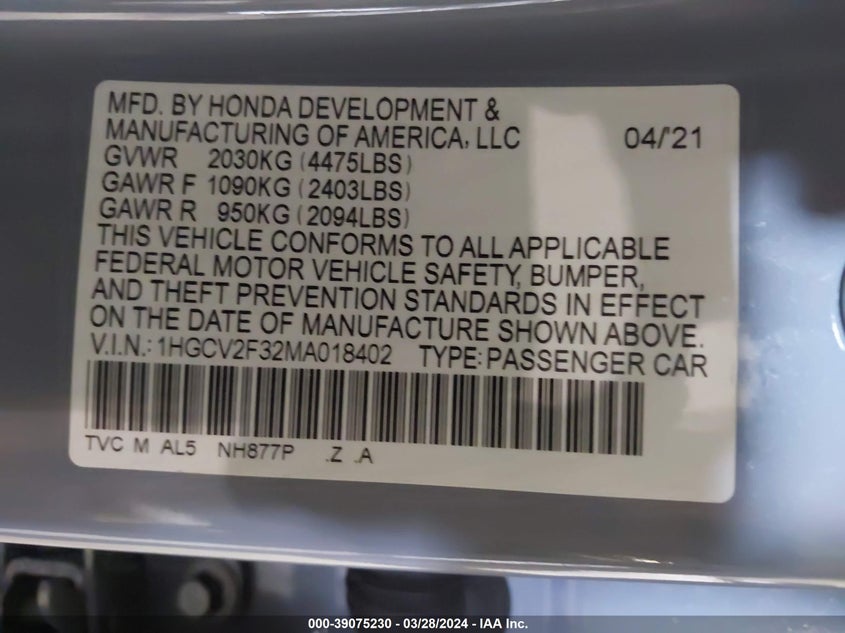 MFD. BY HONDA DEVELOPMENT &
MANUFACTURING OF AMERICA, LLC 04/'21
GVWR 2030KG (4475LBS)
GAWR F 1090KG (2403LBS)
GAWR R 950KG (2094LBS)
THIS VEHICLE CONFORMS TO ALL APPLICABLE
FEDERAL MOTOR VEHICLE SAFETY, BUMPER,
AND THEFT PREVENTION STANDARDS IN EFFECT
ON THE DATE OF MANUFACTURE SHOWN ABOVE.
V.I.N.: 1HGCV2F32MA018402 TYPE: PASSENGER CAR
TVC M AL5 NH877P .Z .A
000-39075230 - 03/28/2024 - IAA Inc.